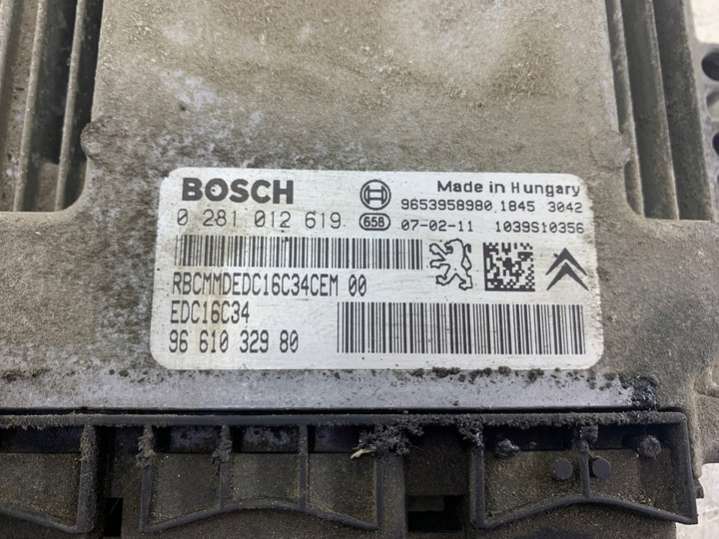 BOSCH
Made in Hungary
9653958980 1845 3042
0 281 012 619 658 07-02-11 1039S10356
RBCMMDEDC16C34CEM 00
EDC16C34
96 610 329 80